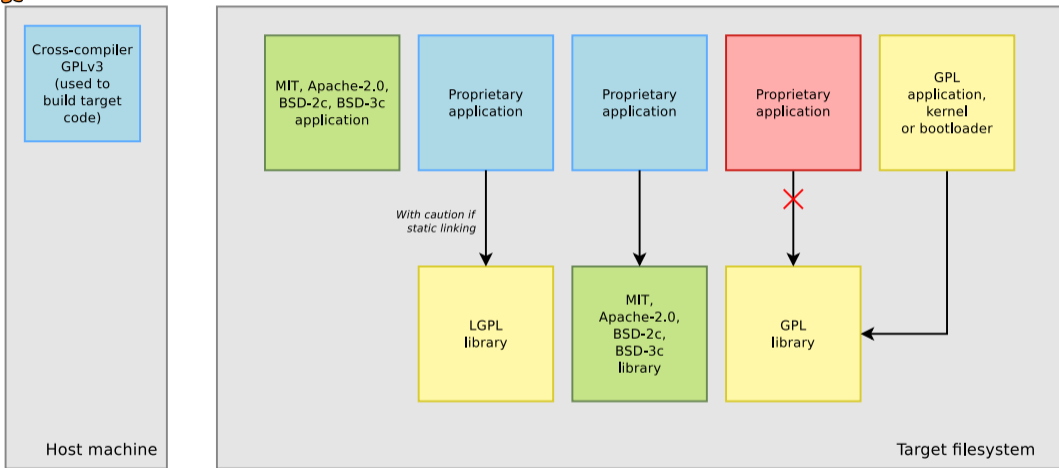 Cross-compiler
GPLv3
(used to
build target
code)
MIT, Apache-2.0,
BSD-2c, BSD-3c
application
Proprietary
application
Proprietary
application
Proprietary
application
GPL
application,
kernel
or bootloader
With caution if
static linking
LGPL
library
MIT,
Apache-2.0,
BSD-2c,
BSD-3c
library
GPL
library
Host machine
Target filesystem